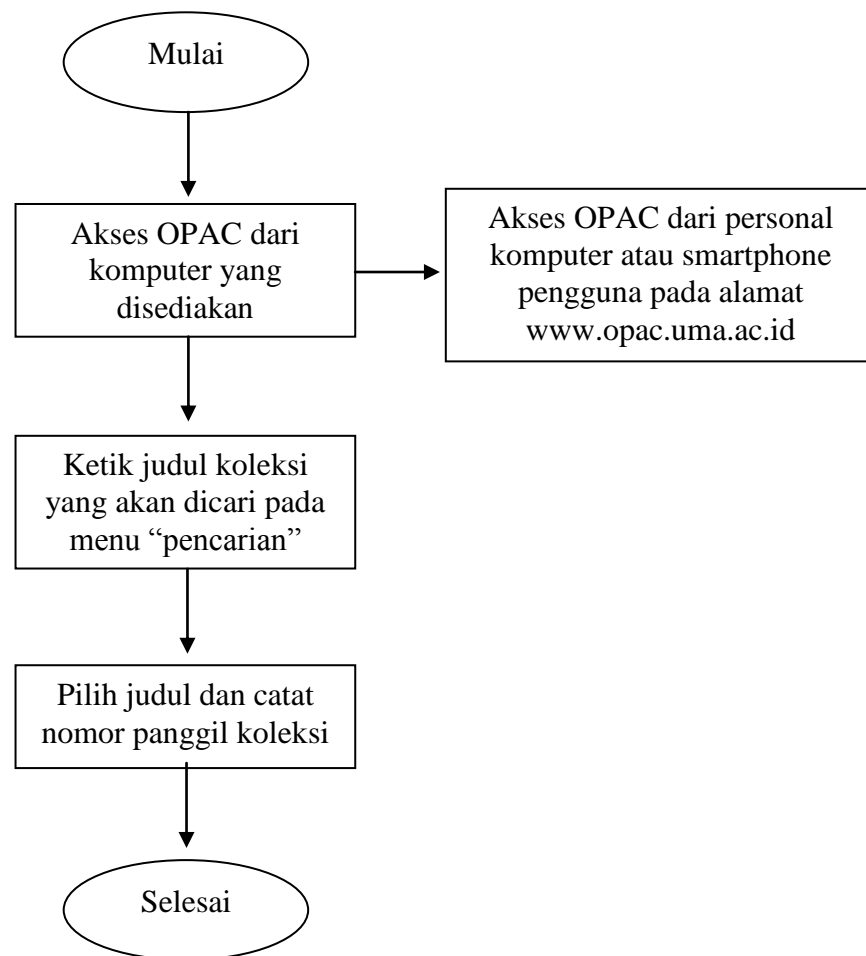 Mulai
Akses OPAC dari
komputer yang
disediakan
Akses OPAC dari personal
komputer atau smartphone
pengguna pada alamat
www.opac.uma.ac.id
Ketik judul koleksi
yang akan dicari pada
menu “pencarian”
Pilih judul dan catat
nomor panggil koleksi
Selesai